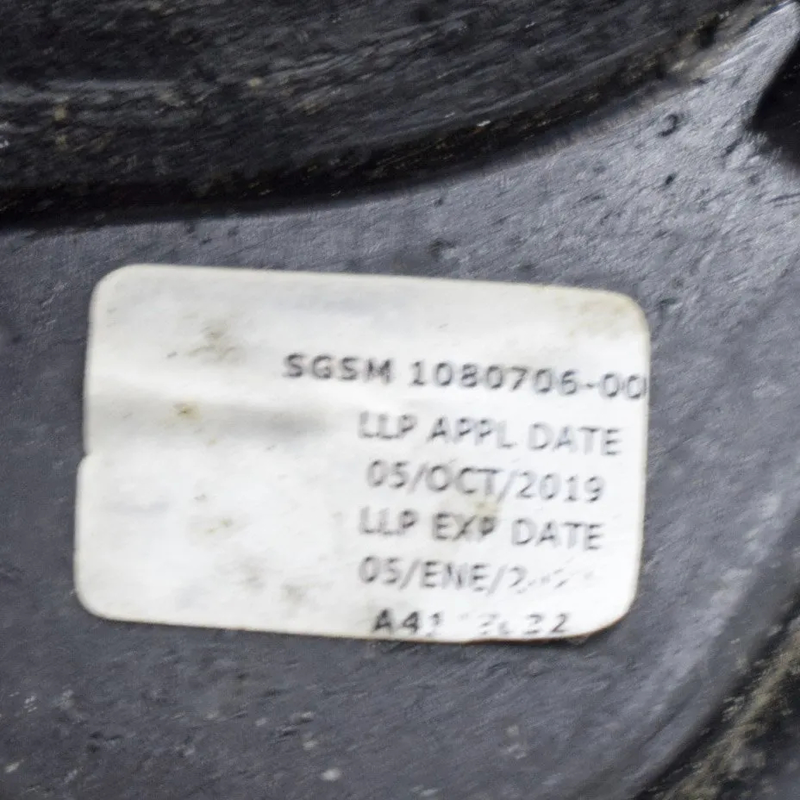 SGSM 1080706-00
LLP APPL DATE
05/OCT/2019
LLP EXP DATE